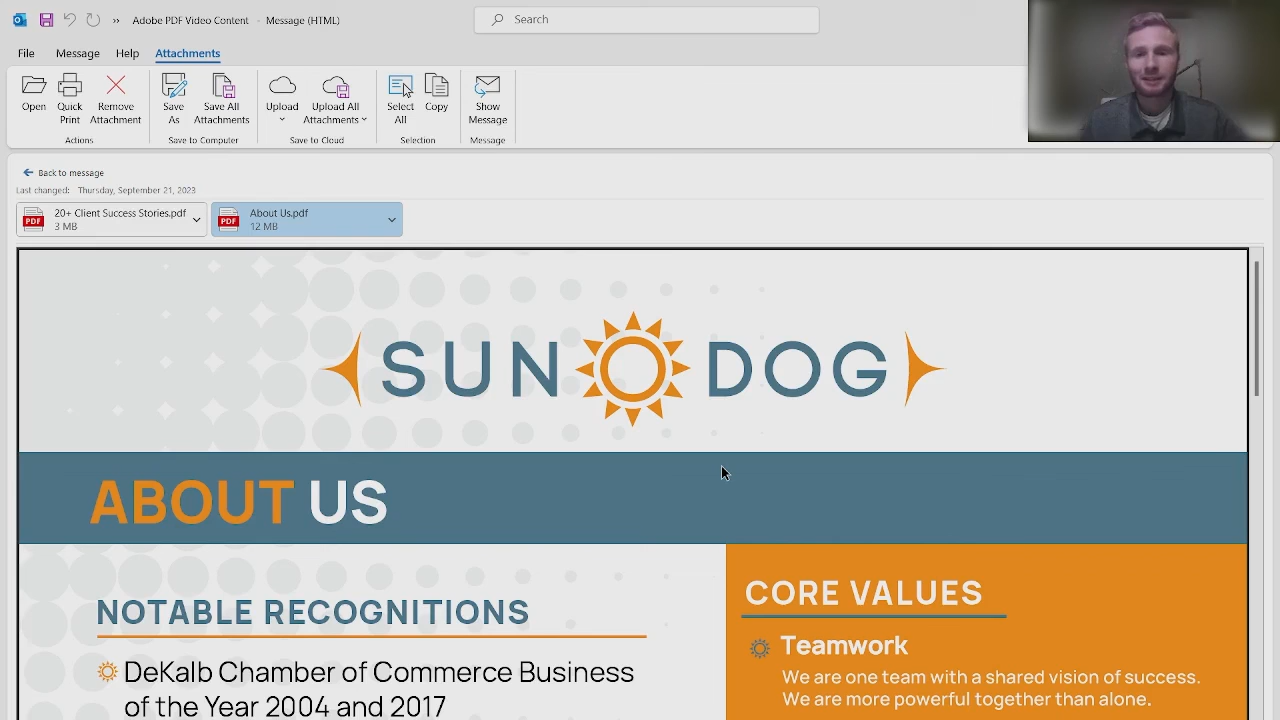 Adobe PDF Video Content - Message (HTML)
Search
File Message Help Attachments
Open
Quick Print
Remove Attachment
Save As
Save All Attachments
Upload
Upload All Attachments
Select All
Copy
Show Message
Actions
Save to Computer
Save to Cloud
Selection
Message
Back to message
Last changed: Thursday, September 21, 2023
PDF
20+ Client Success Stories.pdf
3 MB
PDF
About Us.pdf
12 MB
SUN DOG
ABOUT US
NOTABLE RECOGNITIONS
DeKalb Chamber of Commerce Business
of the Year 2004 and 2017
CORE VALUES
Teamwork
We are one team with a shared vision of success.
We are more powerful together than alone.